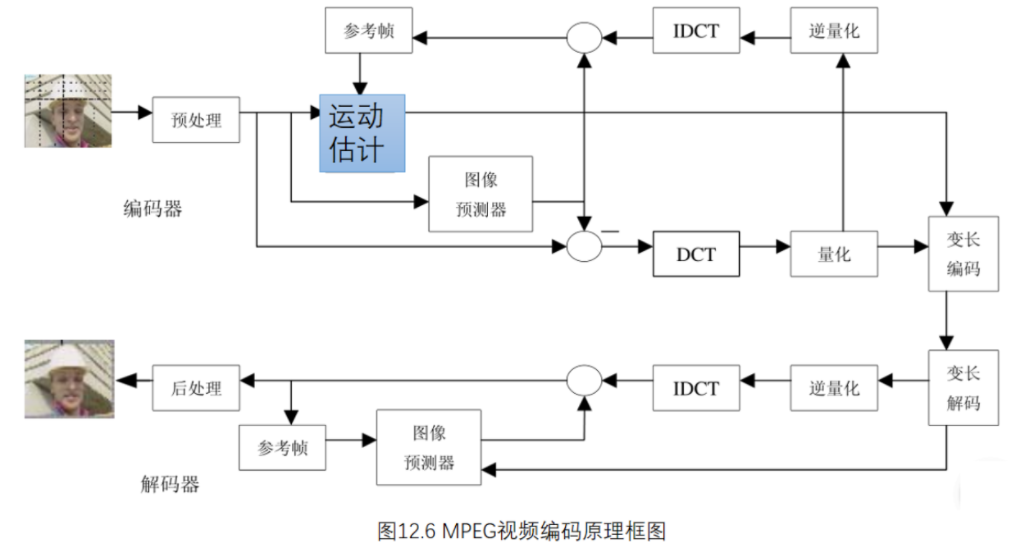 参考帧
IDCT
逆量化
预处理
运动
估计
图像
预测器
编码器
DCT
量化
变长
编码
后处理
IDCT
逆量化
变长
解码
参考帧
图像
预测器
解码器
图12.6 MPEG视频编码原理框图